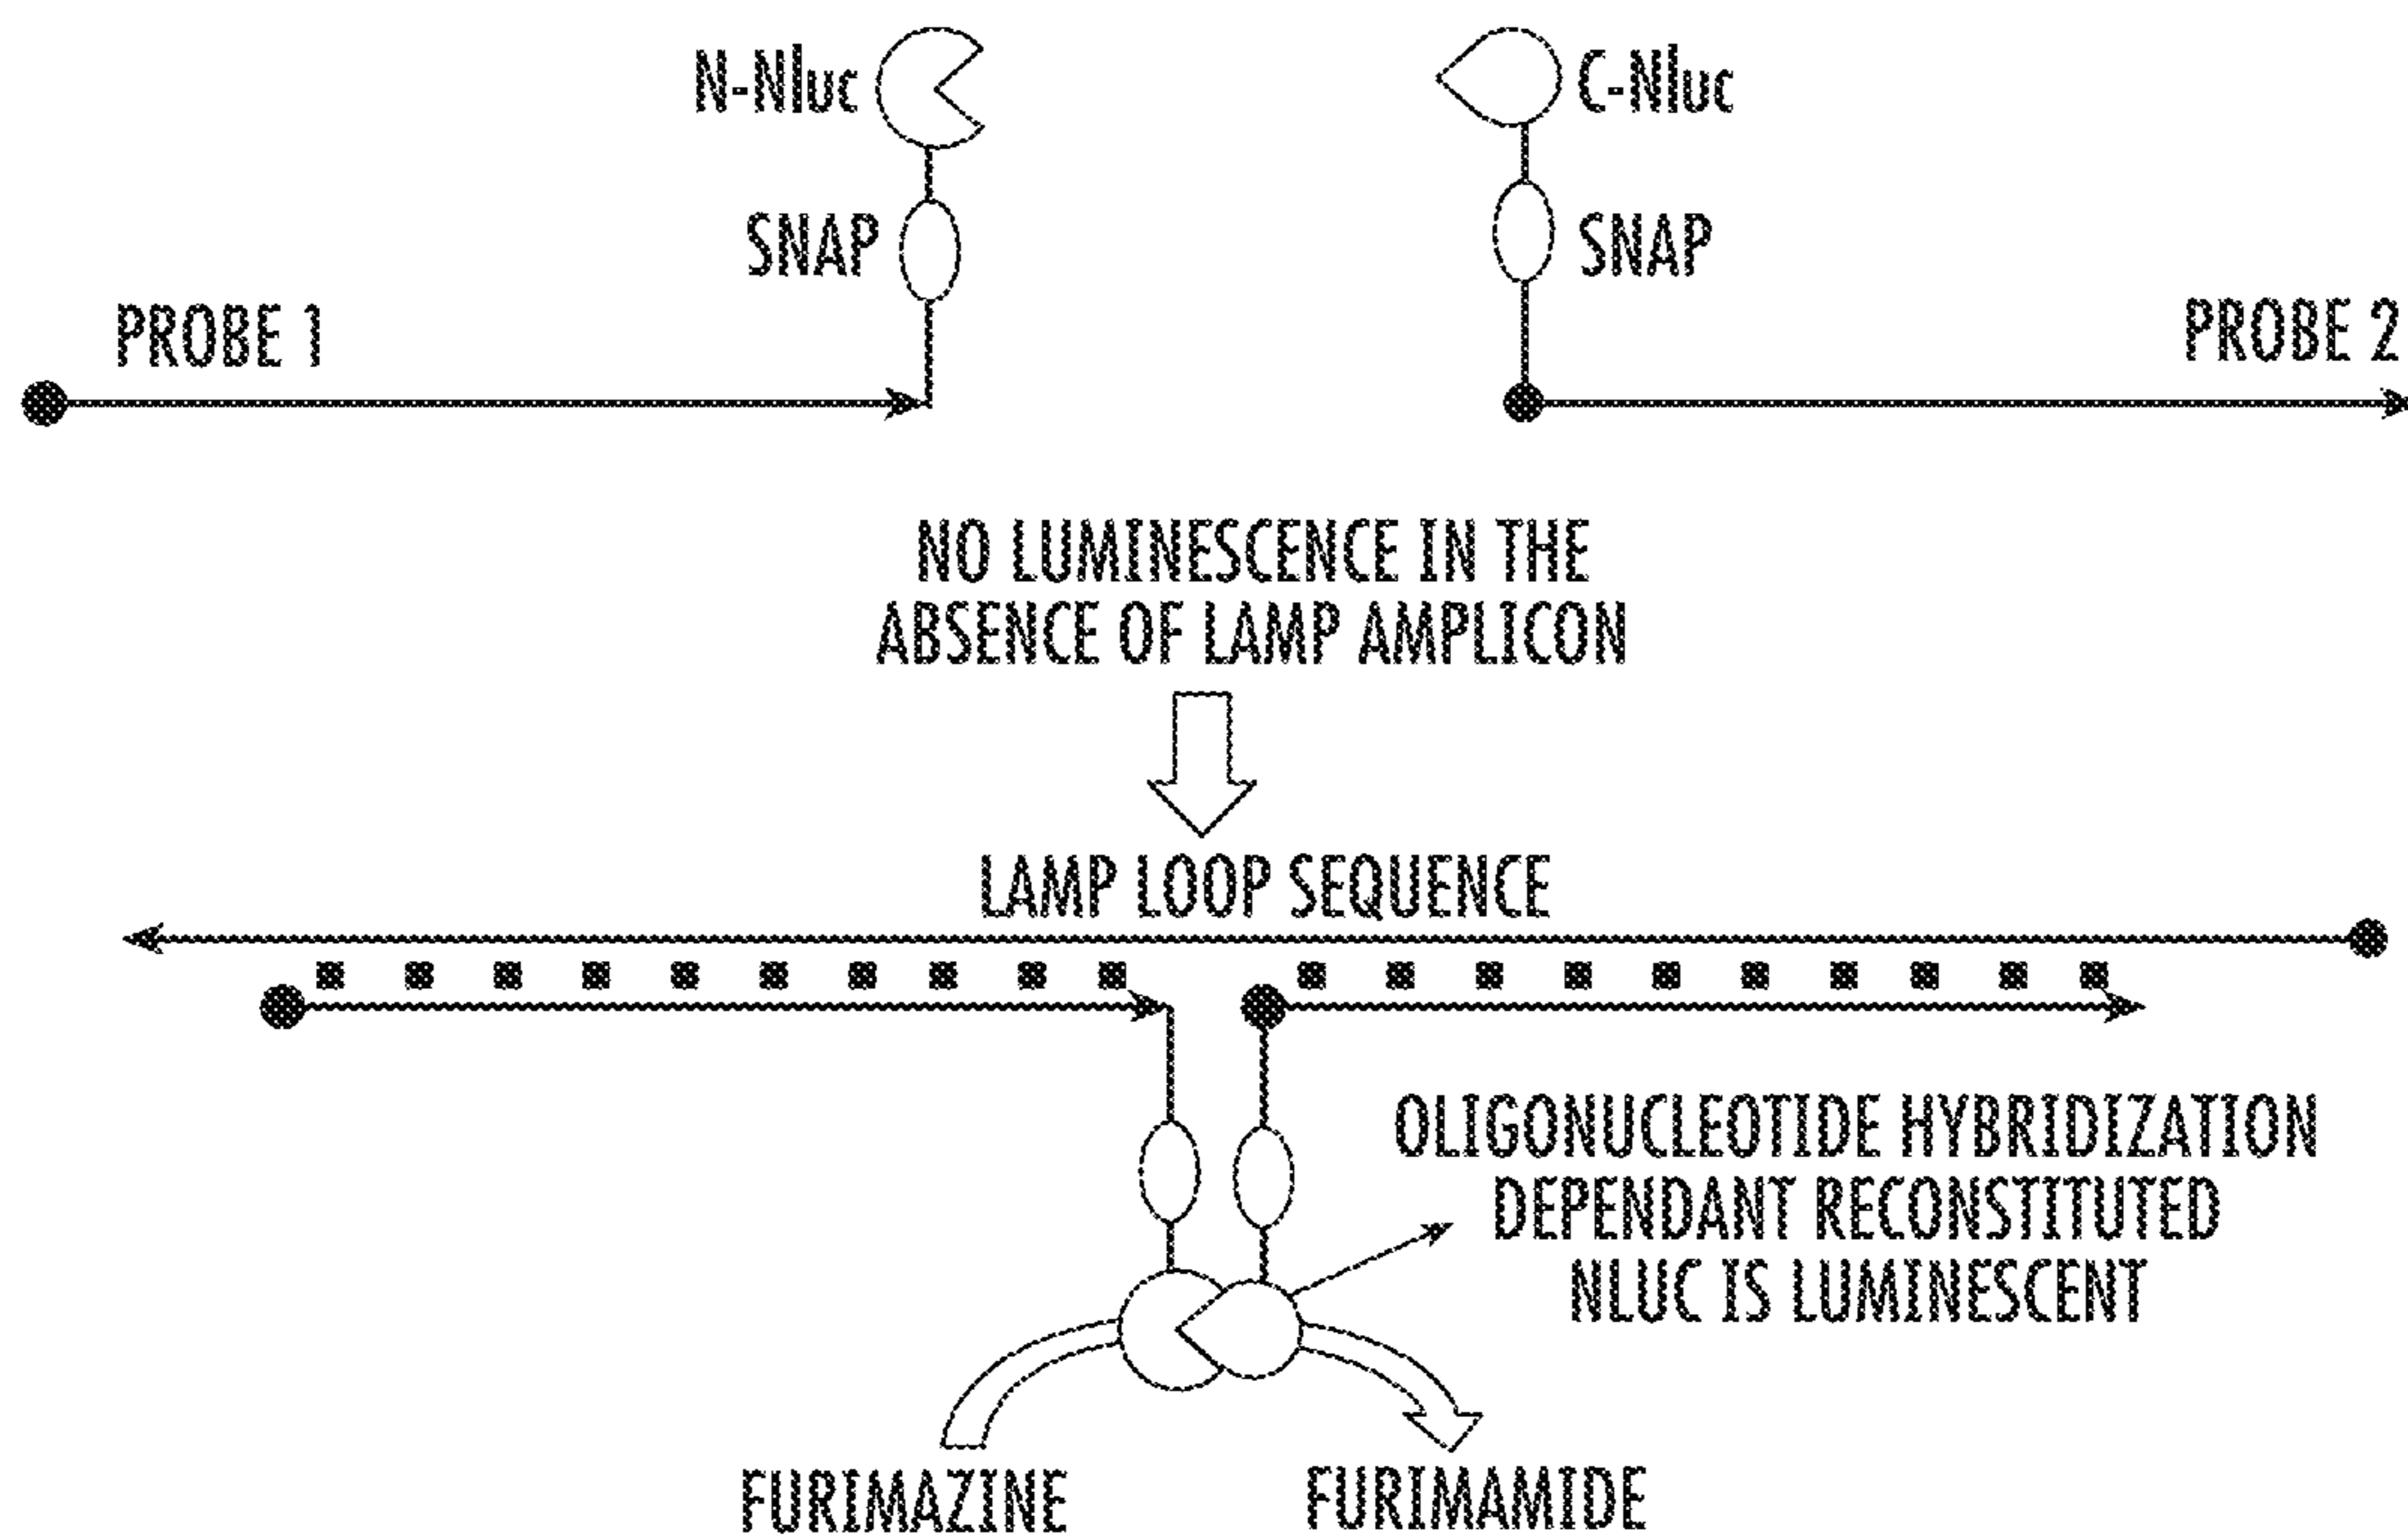 N-Nluc
C-Nluc
SNAP
SNAP
PROBE 1
PROBE 2
NO LUMINESCENCE IN THE
ABSENCE OF LAMP AMPLICON
LAMP LOOP SEQUENCE
OLIGONUCLEOTIDE HYBRIDIZATION
DEPENDANT RECONSTITUTED
NLUC IS LUMINESCENT
FURIMAZINE
FURIMAMIDE